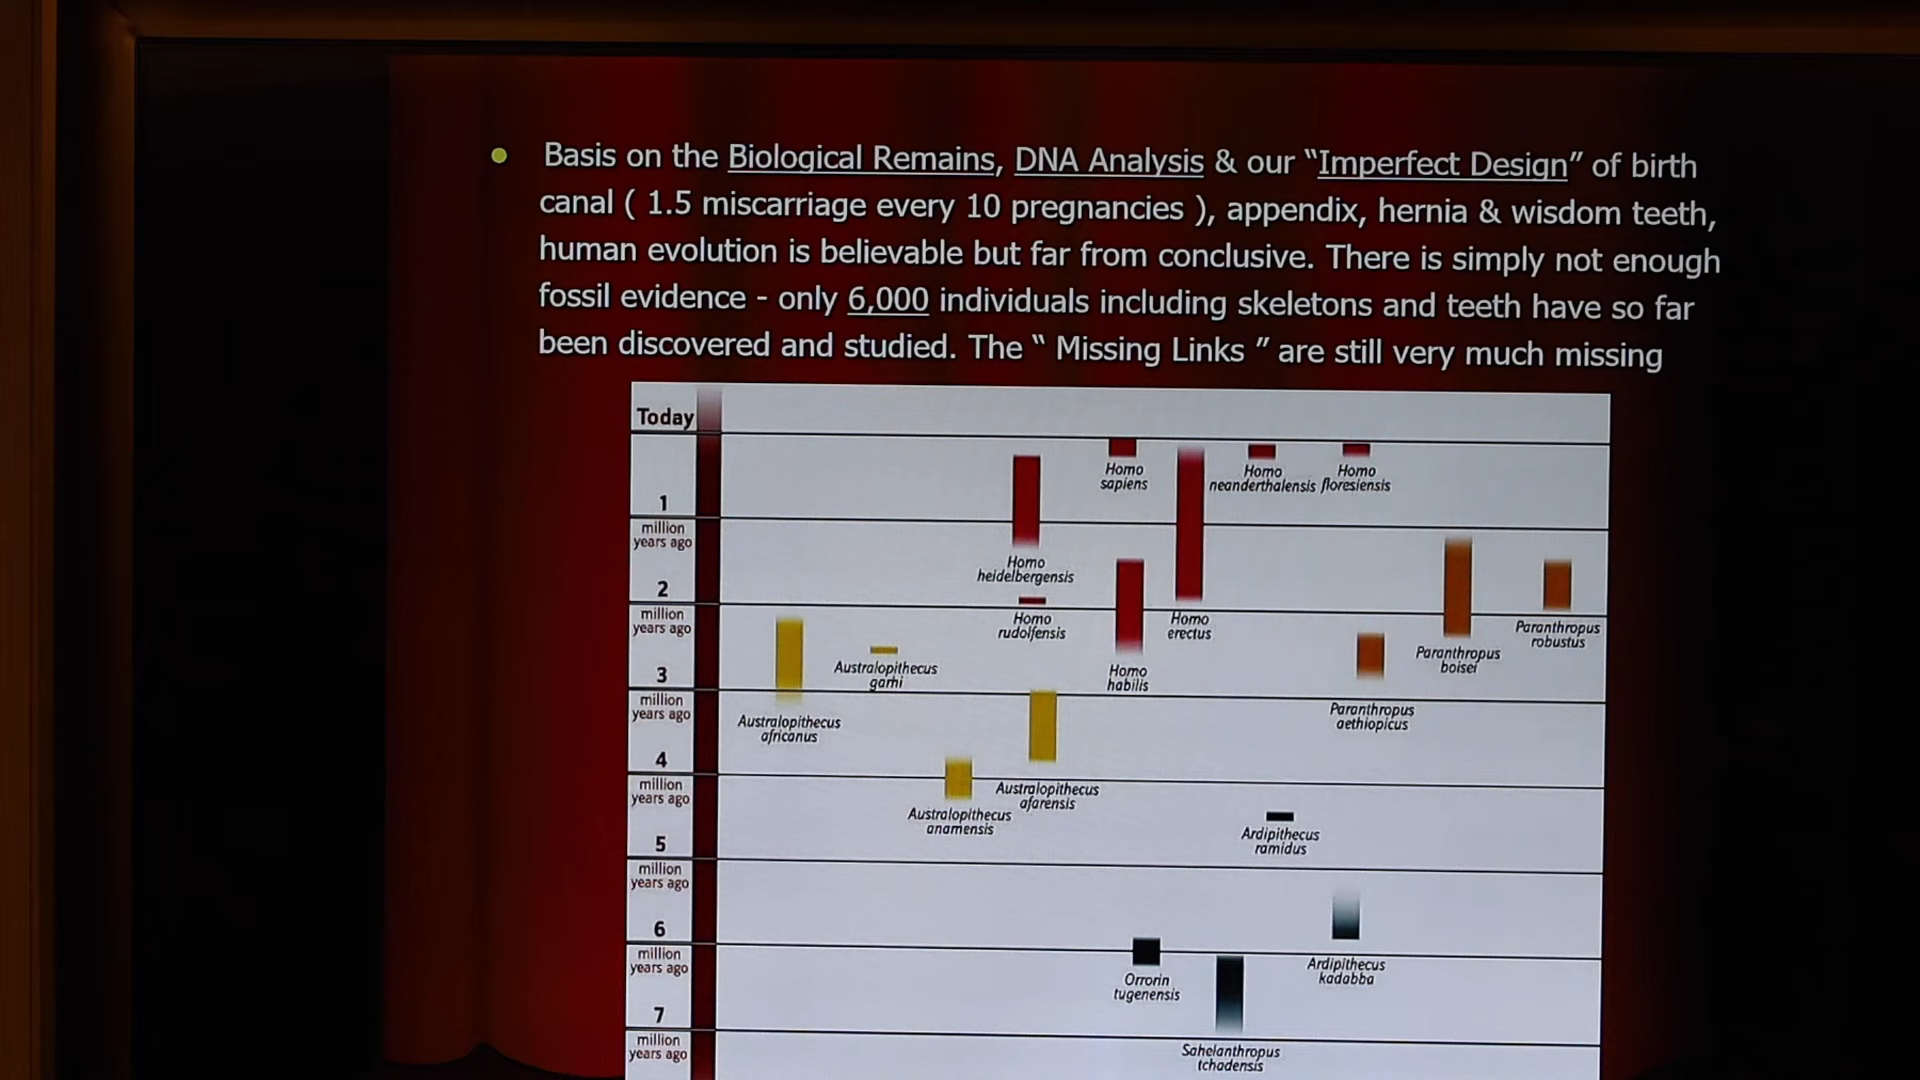 Basis on the Biological Remains, DNA Analysis & our “Imperfect Design” of birth
canal ( 1.5 miscarriage every 10 pregnancies ), appendix, hernia & wisdom teeth,
human evolution is believable but far from conclusive. There is simply not enough
fossil evidence - only 6,000 individuals including skeletons and teeth have so far
been discovered and studied. The “ Missing Links ” are still very much missing
Today
1
million
years ago
2
million
years ago
3
million
years ago
4
million
years ago
5
million
years ago
6
million
years ago
7
million
years ago
Homo
sapiens
Homo
neanderthalensis
Homo
floresiensis
Homo
heidelbergensis
Homo
rudolfensis
Homo
erectus
Homo
habilis
Paranthropus
robustus
Paranthropus
boisei
Paranthropus
aethiopicus
Australopithecus
garhi
Australopithecus
africanus
Australopithecus
afarensis
Australopithecus
anamensis
Ardipithecus
ramidus
Ardipithecus
kadabba
Orrorin
tugenensis
Sahelanthropus
tchadensis